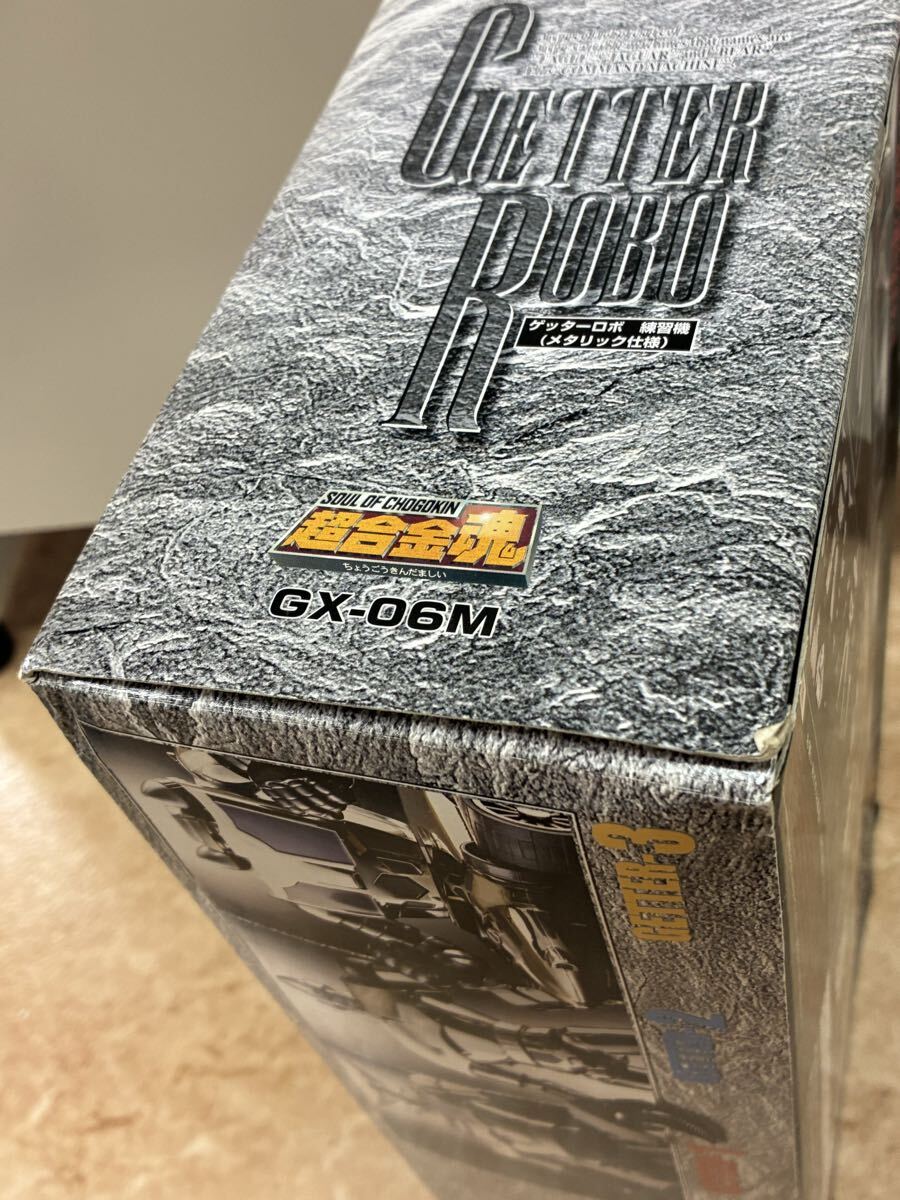 GETTER
ROBO
ゲッターロボ 練習機
(メタリック仕様)
SOUL OF CHOGOKIN
超合金魂
ちょうごうきんだましい
GX-06M
GETTER-3
GETTER-2